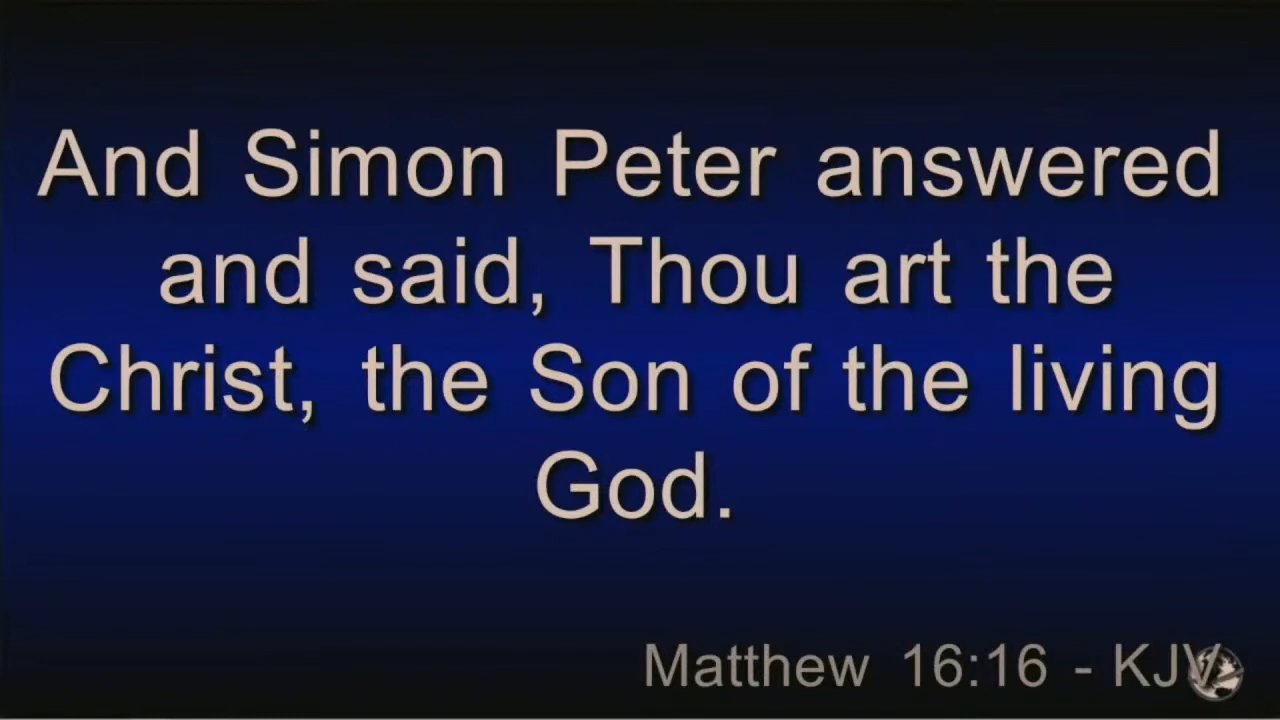 And Simon Peter answered
and said, Thou art the
Christ, the Son of the living
God.
Matthew 16:16 - KJV